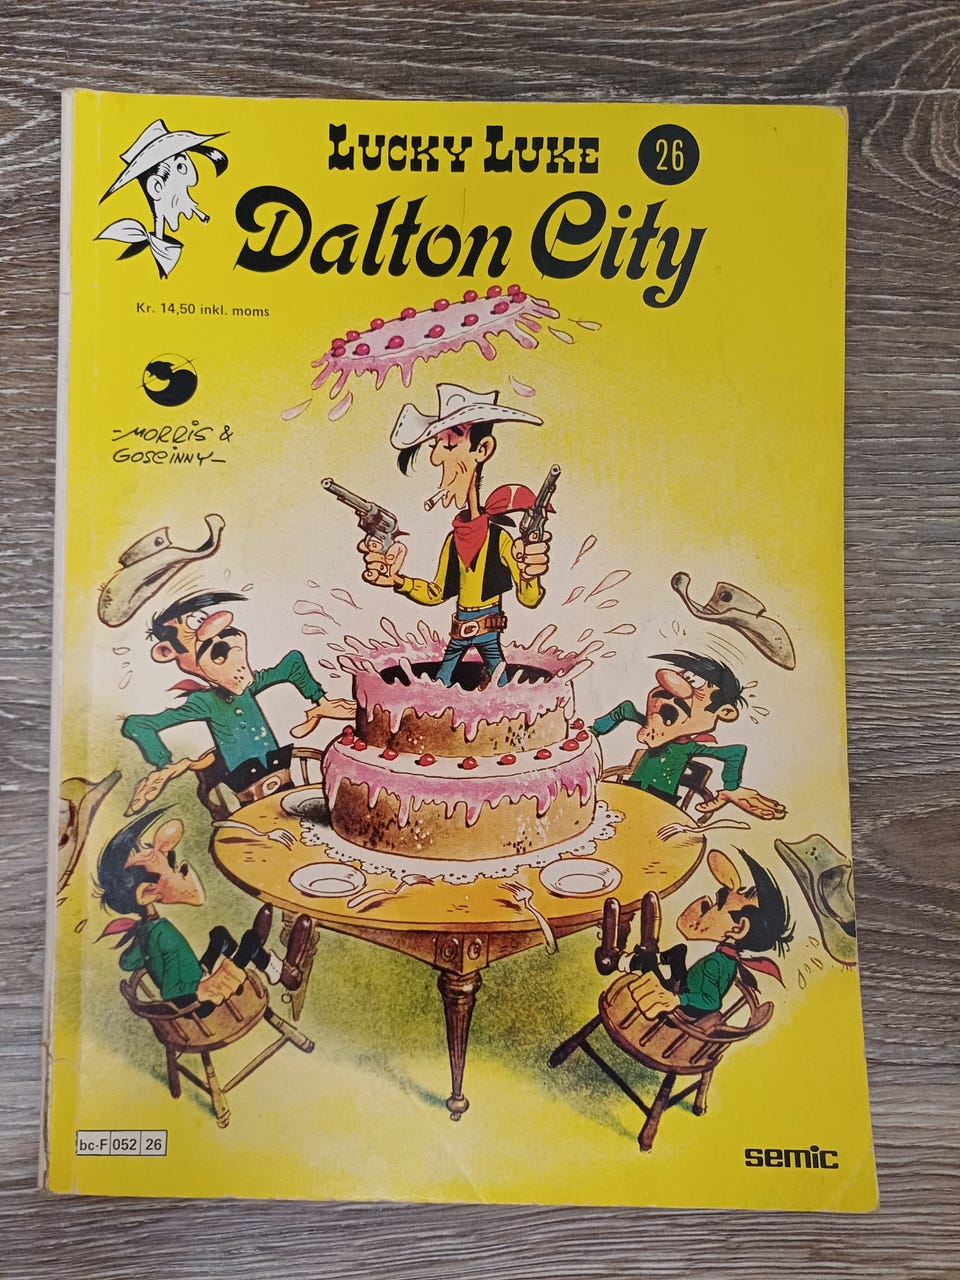 Lucky Luke 26
Dalton City
Kr. 14,50 inkl. moms
-MORRIS &
GOSCINNY-
bc-F 052 26
semic